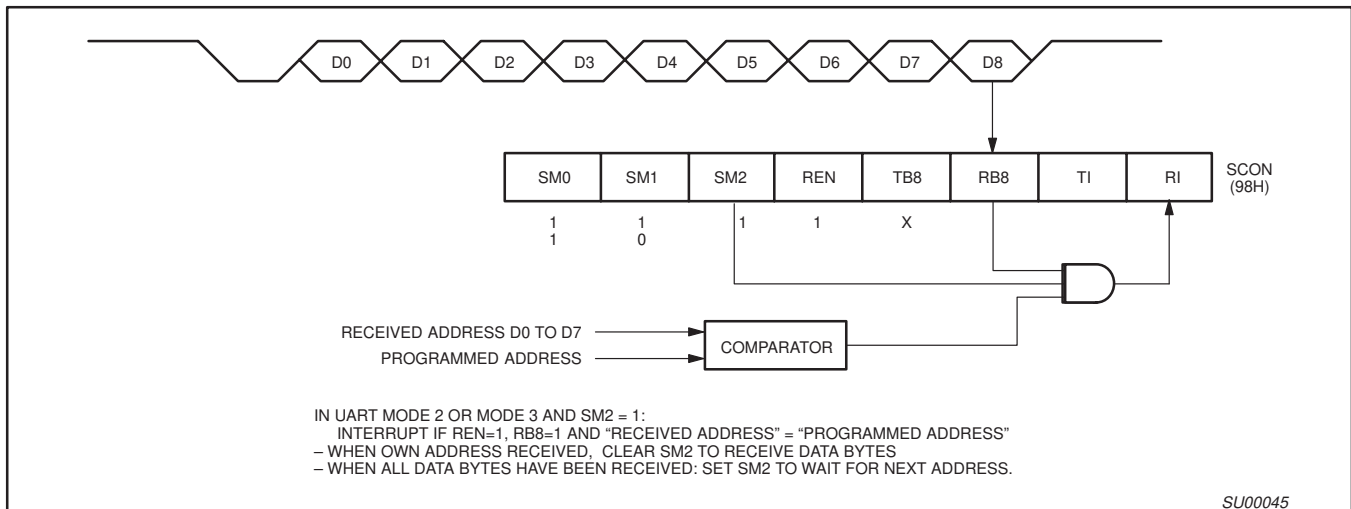 D0 D1 D2 D3 D4 D5 D6 D7 D8
SM0 SM1 SM2 REN TB8 RB8 TI RI
SCON
(98H)
1 1 1 1 X
1 0
RECEIVED ADDRESS D0 TO D7
PROGRAMMED ADDRESS
COMPARATOR
IN UART MODE 2 OR MODE 3 AND SM2 = 1:
INTERRUPT IF REN=1, RB8=1 AND “RECEIVED ADDRESS” = “PROGRAMMED ADDRESS”
– WHEN OWN ADDRESS RECEIVED, CLEAR SM2 TO RECEIVE DATA BYTES
– WHEN ALL DATA BYTES HAVE BEEN RECEIVED: SET SM2 TO WAIT FOR NEXT ADDRESS.
SU00045